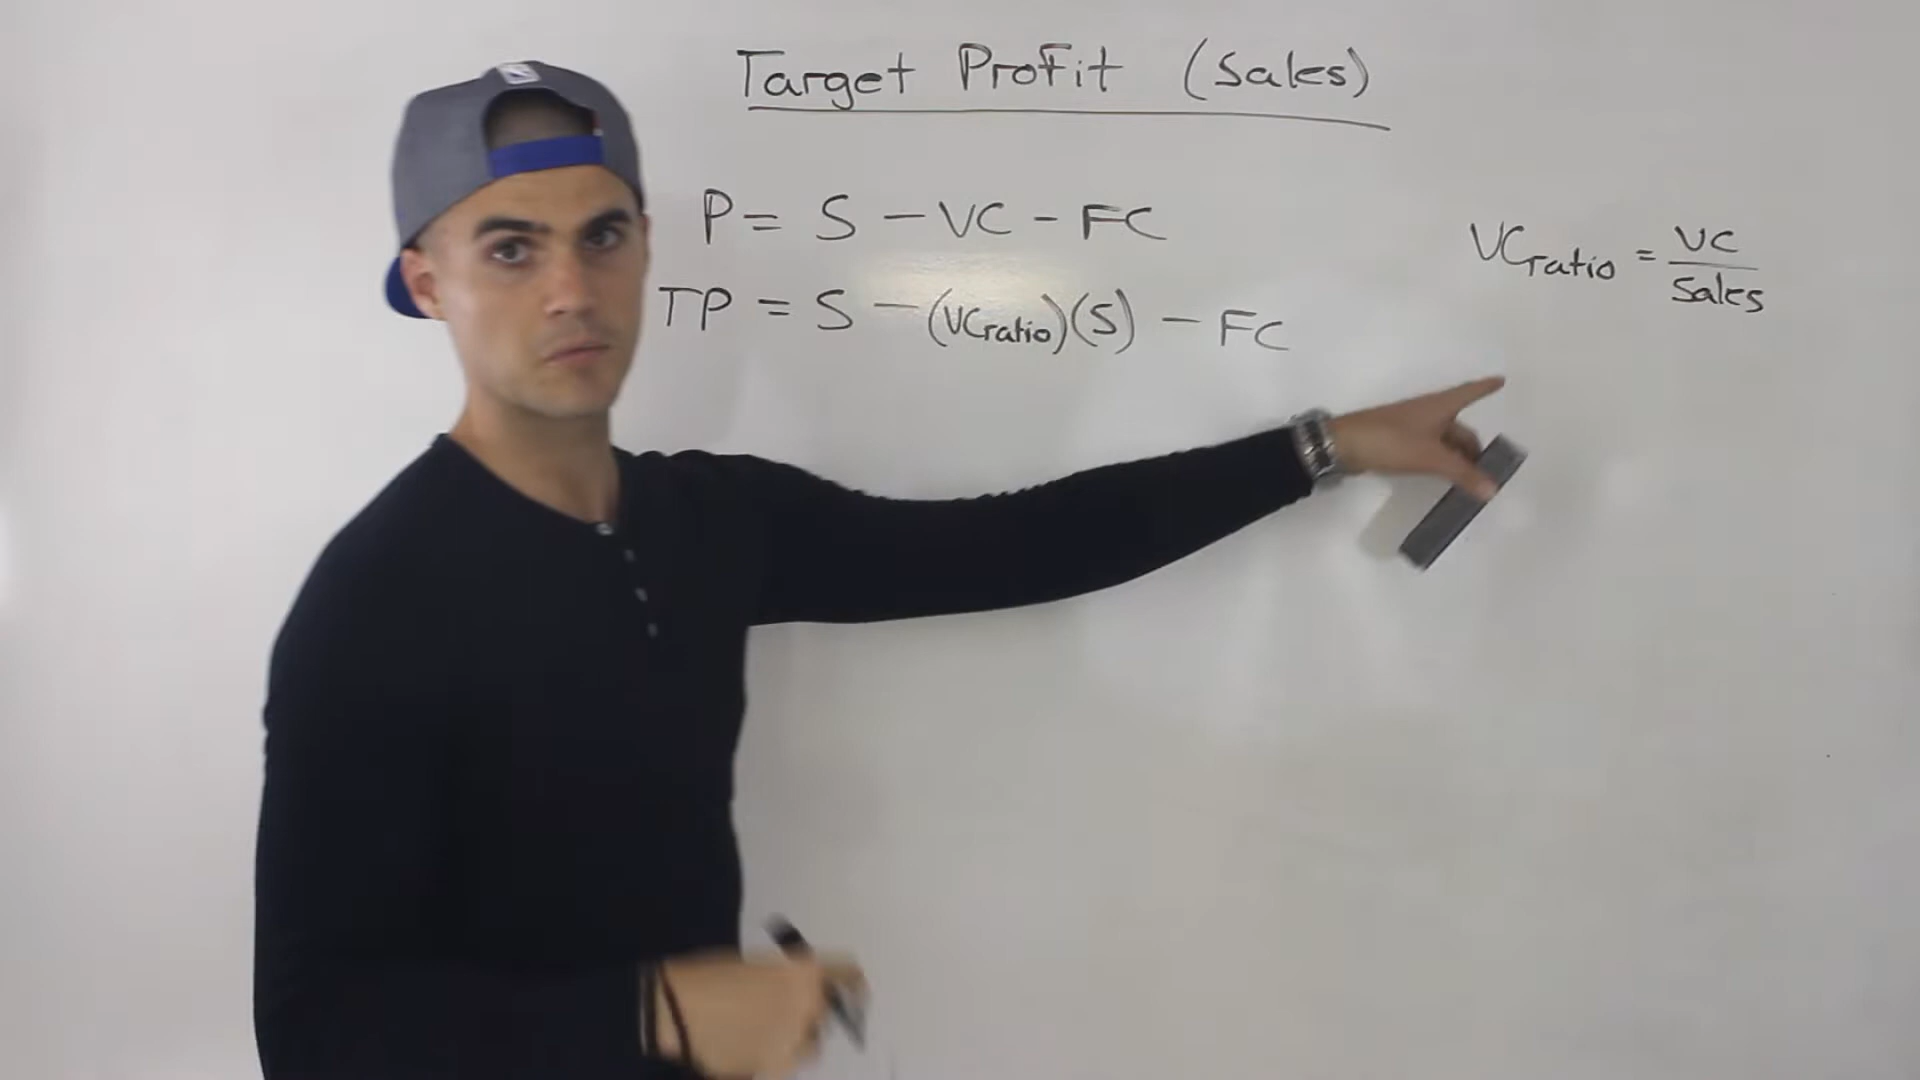 Target Profit (Sales)
P = S - VC - FC
TP = S - (VCratio)(S) - FC
VCratio = VC/Sales